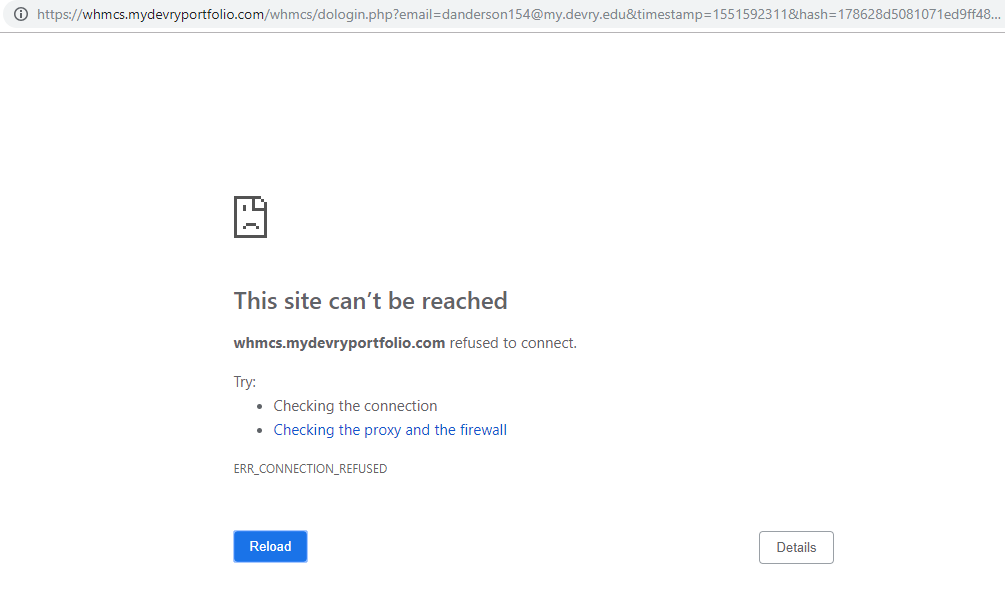 https://whmcs.mydevryportfolio.com/whmcs/dologin.php?email=danderson154@my.devry.edu&timestamp=1551592311&hash=178628d5081071ed9ff48...
This site can’t be reached
whmcs.mydevryportfolio.com refused to connect.
Try:
• Checking the connection
• Checking the proxy and the firewall
ERR_CONNECTION_REFUSED
Reload
Details